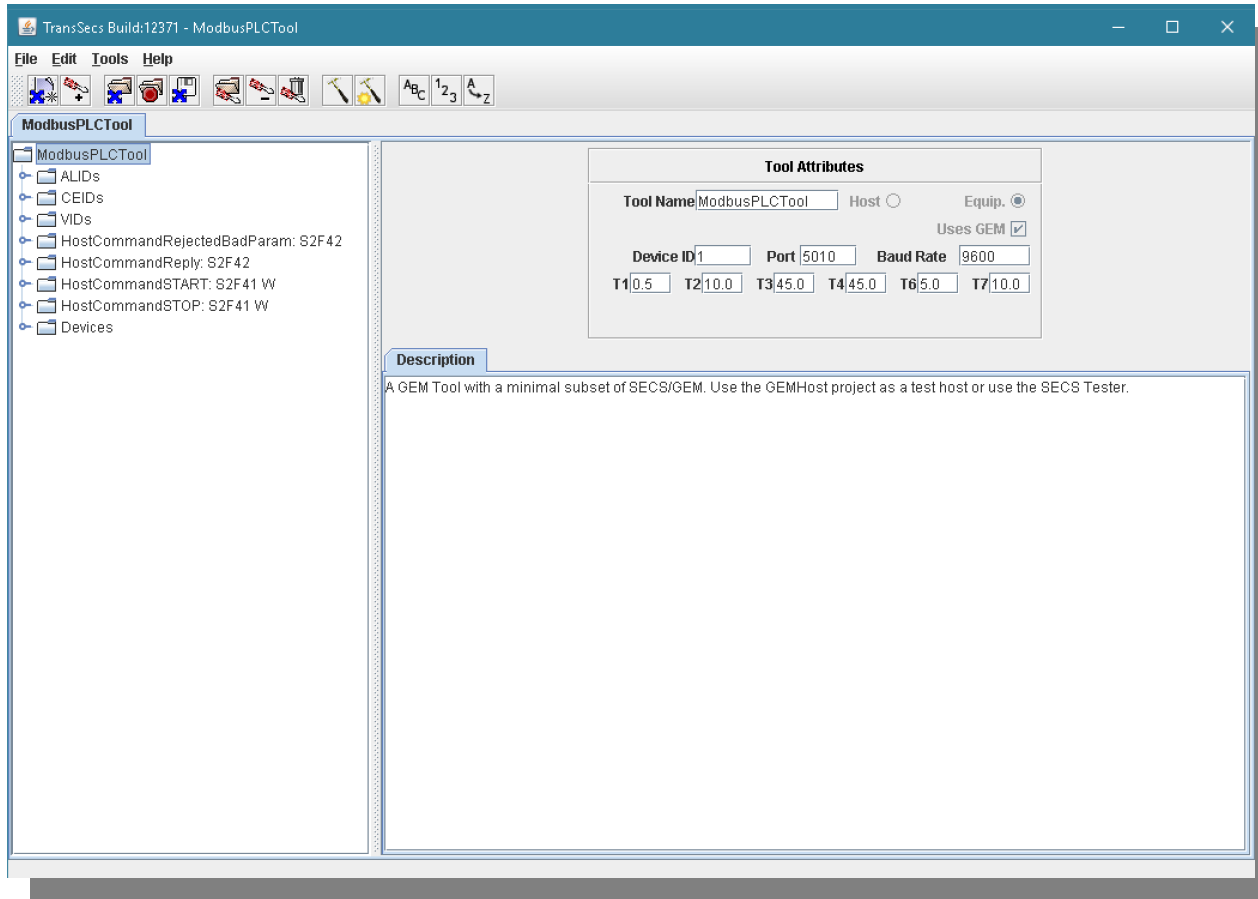 TransSecs Build:12371 - ModbusPLCTool
File Edit Tools Help
ABC 123 A Z
ModbusPLCTool
ModbusPLCTool
ALIDs
CEIDs
VIDs
HostCommandRejectedBadParam: S2F42
HostCommandReply: S2F42
HostCommandSTART: S2F41 W
HostCommandSTOP: S2F41 W
Devices
Tool Attributes
Tool Name ModbusPLCTool Host Equip.
Uses GEM
Device ID 1 Port 5010 Baud Rate 9600
T1 0.5 T2 10.0 T3 45.0 T4 45.0 T6 5.0 T7 10.0
Description
A GEM Tool with a minimal subset of SECS/GEM. Use the GEMHost project as a test host or use the SECS Tester.